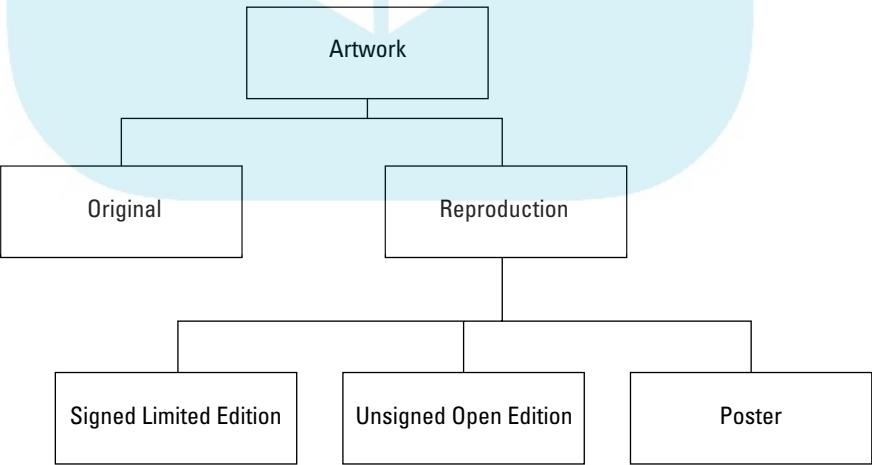 Artwork
Original
Reproduction
Signed Limited Edition
Unsigned Open Edition
Poster